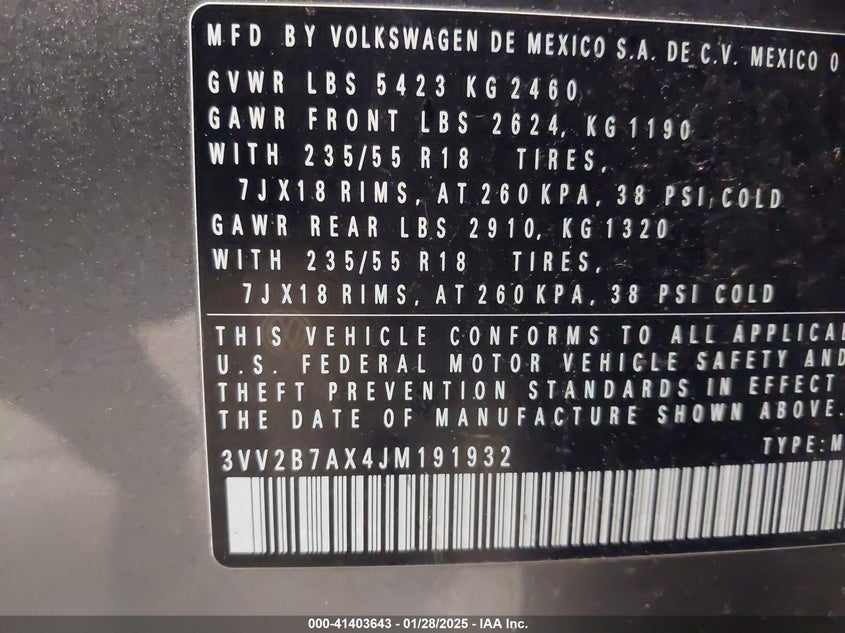 MFD BY VOLKSWAGEN DE MEXICO S.A. DE C.V. MEXICO 0
GVWR LBS 5423 KG 2460
GAWR FRONT LBS 2624, KG 1190
WITH 235/55 R18 TIRES,
7JX18 RIMS, AT 260 KPA, 38 PSI, COLD
GAWR REAR LBS 2910, KG 1320
WITH 235/55 R18 TIRES,
7JX18 RIMS, AT 260 KPA, 38 PSI COLD
THIS VEHICLE CONFORMS TO ALL APPLICA
U.S. FEDERAL MOTOR VEHICLE SAFETY AND
THEFT PREVENTION STANDARDS IN EFFECT
THE DATE OF MANUFACTURE SHOWN ABOVE.
TYPE: M
3VV2B7AX4JM191932
000-41403643 - 01/28/2025 - IAA Inc.